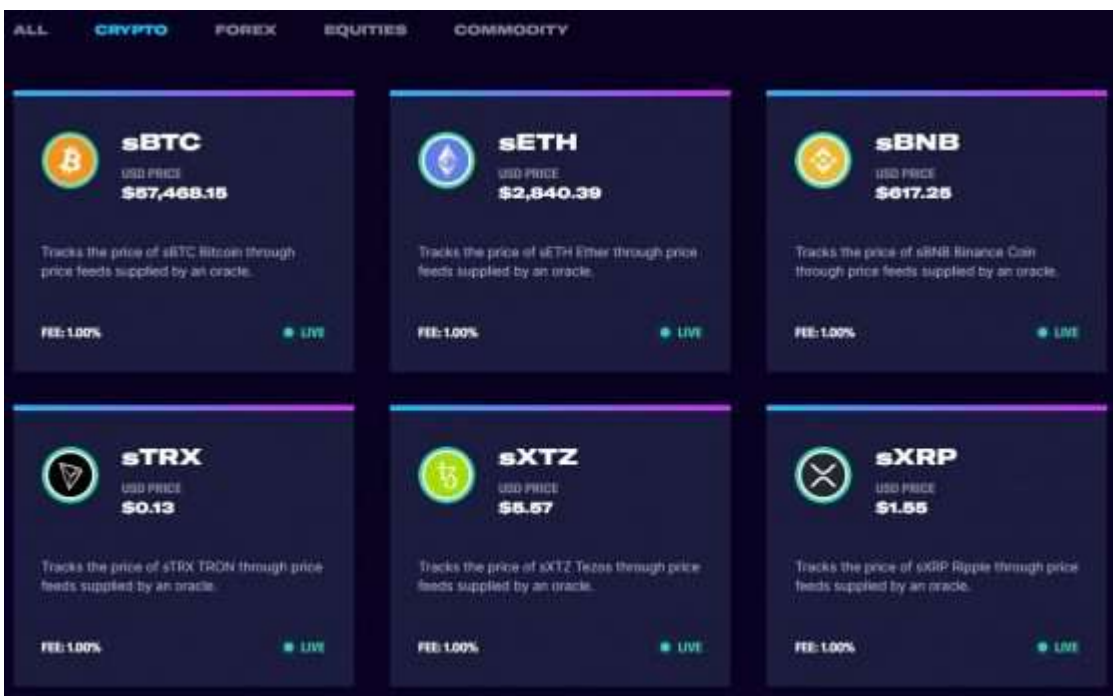 ALL CRYPTO FOREX EQUITIES COMMODITY
sBTC
USD PRICE
$57,468.15
Tracks the price of sBTC Bitcoin through
price feeds supplied by an oracle.
FEE: 1.00%
LIVE
sETH
USD PRICE
$2,840.39
Tracks the price of sETH Ether through price
feeds supplied by an oracle.
FEE: 1.00%
LIVE
sBNB
USD PRICE
$617.25
Tracks the price of sBNB Binance Coin
through price feeds supplied by an oracle.
FEE: 1.00%
LIVE
sTRX
USD PRICE
$0.13
Tracks the price of sTRX TRON through price
feeds supplied by an oracle.
FEE: 1.00%
LIVE
sXTZ
USD PRICE
$5.57
Tracks the price of sXTZ Tezos through price
feeds supplied by an oracle.
FEE: 1.00%
LIVE
sXRP
USD PRICE
$1.55
Tracks the price of sXRP Ripple through price
feeds supplied by an oracle.
FEE: 1.00%
LIVE